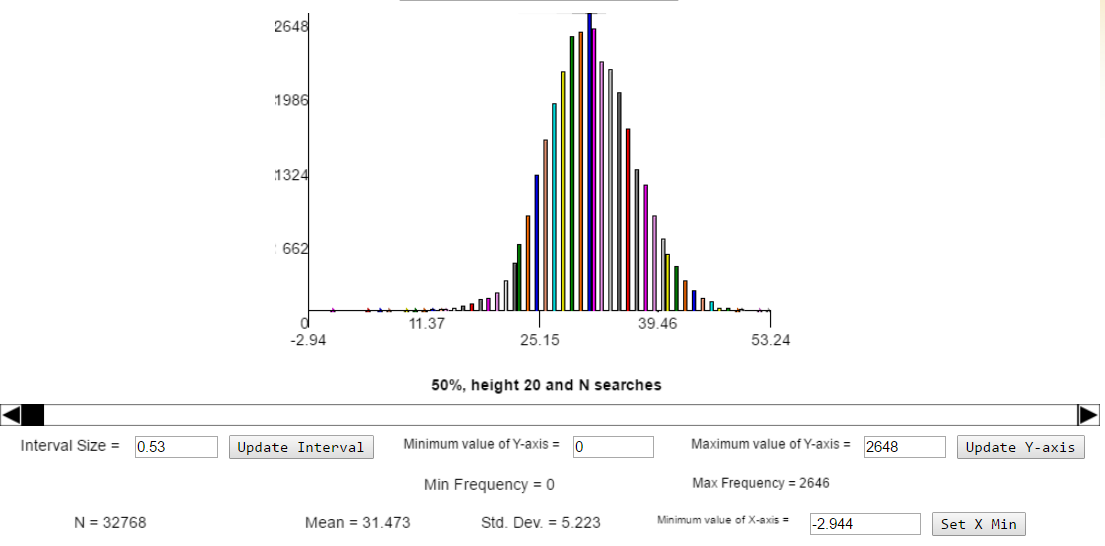 2648
1986
1324
662
0
-2.94 11.37 25.15 39.46 53.24
50%, height 20 and N searches
Interval Size = 0.53 Update Interval Minimum value of Y-axis = 0 Maximum value of Y-axis = 2648 Update Y-axis
Min Frequency = 0 Max Frequency = 2646
N = 32768 Mean = 31.473 Std. Dev. = 5.223 Minimum value of X-axis = -2.944 Set X Min